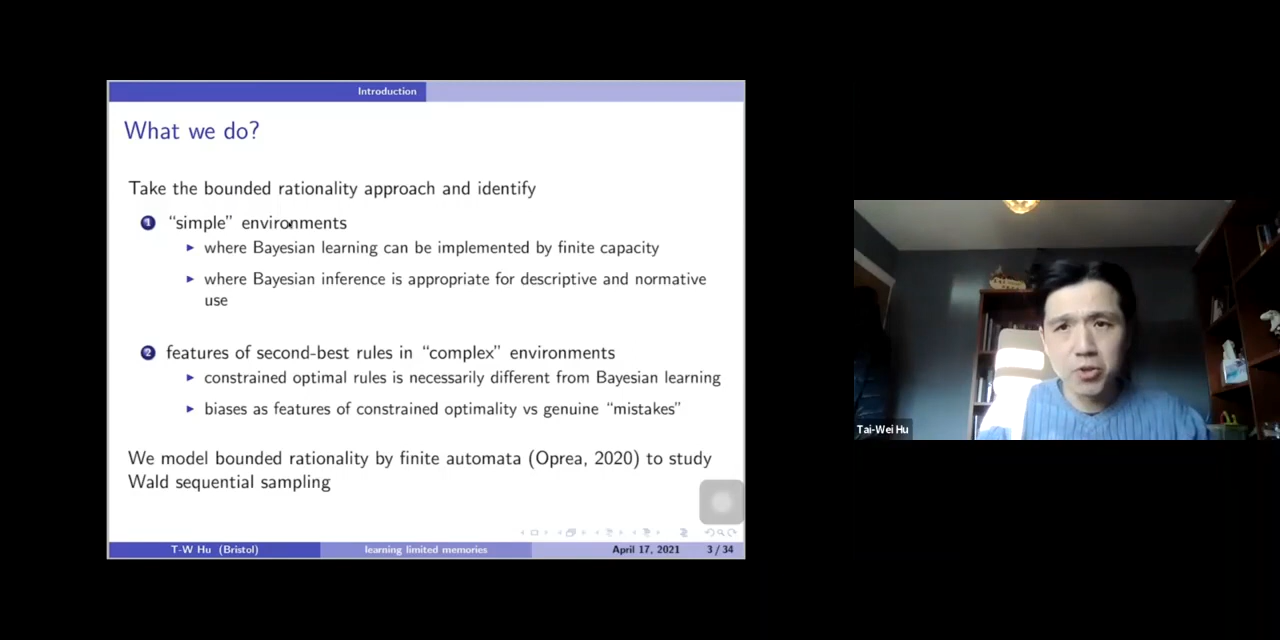 Introduction
What we do?
Take the bounded rationality approach and identify
1 “simple” environments
where Bayesian learning can be implemented by finite capacity
where Bayesian inference is appropriate for descriptive and normative
use
2 features of second-best rules in “complex” environments
constrained optimal rules is necessarily different from Bayesian learning
biases as features of constrained optimality vs genuine “mistakes”
We model bounded rationality by finite automata (Oprea, 2020) to study
Wald sequential sampling
T-W Hu (Bristol) learning limited memories April 17, 2021 3 / 34
Tai-Wei Hu